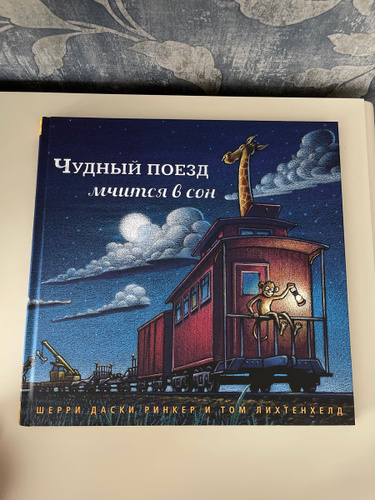 Чудный поезд
мчится в сон
Шерри Даски Ринкер и Том Лихтенхелд